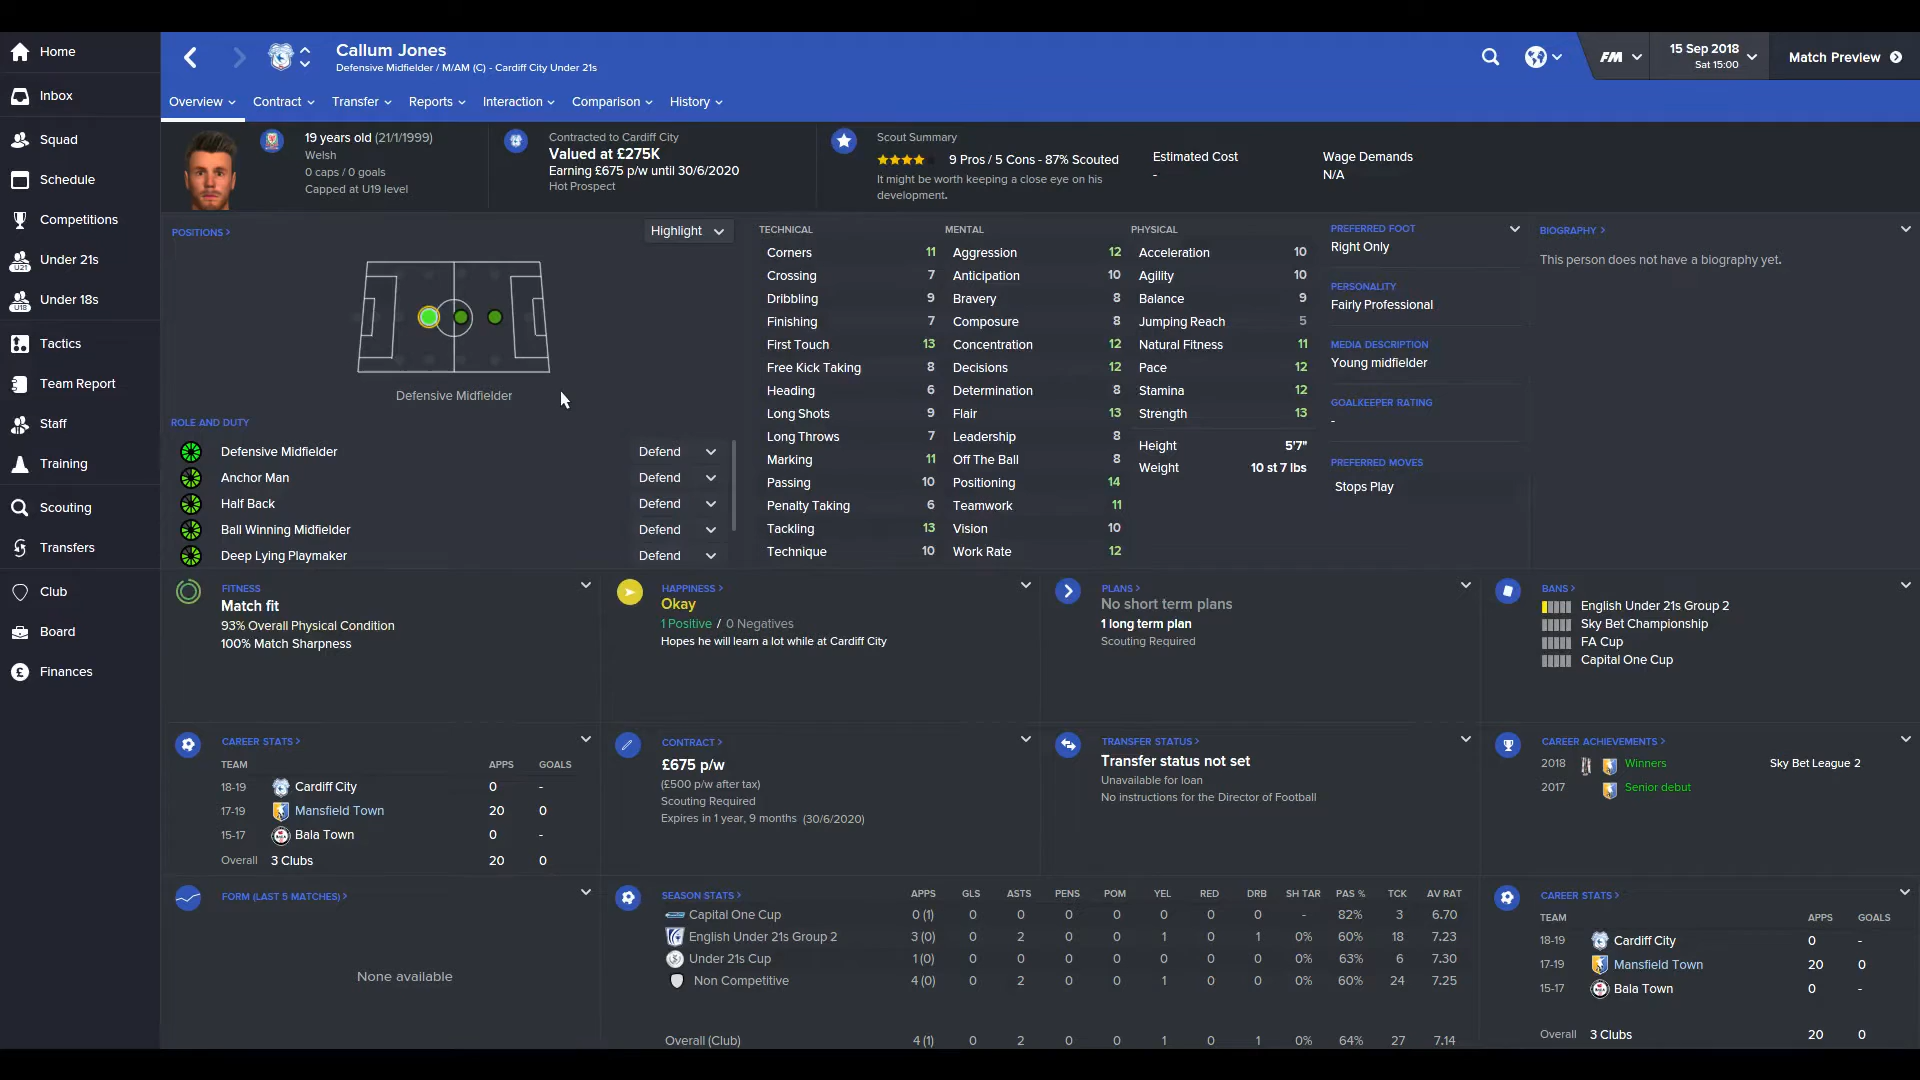 Home
Inbox
Squad
Schedule
Competitions
Under 21s
Under 18s
Tactics
Team Report
Staff
Training
Scouting
Transfers
Club
Board
Finances
Callum Jones
Defensive Midfielder / M/AM (C) - Cardiff City Under 21s
FM
15 Sep 2018
Sat 15:00
Match Preview
Overview Contract Transfer Reports Interaction Comparison History
19 years old (21/1/1999)
Welsh
0 caps / 0 goals
Capped at U19 level
Contracted to Cardiff City
Valued at £275K
Earning £675 p/w until 30/6/2020
Hot Prospect
Scout Summary
9 Pros / 5 Cons - 87% Scouted
It might be worth keeping a close eye on his
development.
Estimated Cost
-
Wage Demands
N/A
POSITIONS >
Highlight
Defensive Midfielder
ROLE AND DUTY
Defensive Midfielder Defend
Anchor Man Defend
Half Back Defend
Ball Winning Midfielder Defend
Deep Lying Playmaker Defend
TECHNICAL
Corners 11
Crossing 7
Dribbling 9
Finishing 7
First Touch 13
Free Kick Taking 8
Heading 6
Long Shots 9
Long Throws 7
Marking 11
Passing 10
Penalty Taking 6
Tackling 13
Technique 10
MENTAL
Aggression 12
Anticipation 10
Bravery 8
Composure 8
Concentration 12
Decisions 12
Determination 8
Flair 13
Leadership 8
Off The Ball 8
Positioning 14
Teamwork 11
Vision 10
Work Rate 12
PHYSICAL
Acceleration 10
Agility 10
Balance 9
Jumping Reach 5
Natural Fitness 11
Pace 12
Stamina 12
Strength 13
Height 5'7"
Weight 10 st 7 lbs
PREFERRED FOOT
Right Only
PERSONALITY
Fairly Professional
MEDIA DESCRIPTION
Young midfielder
GOALKEEPER RATING
-
PREFERRED MOVES
Stops Play
BIOGRAPHY >
This person does not have a biography yet.
FITNESS
Match fit
93% Overall Physical Condition
100% Match Sharpness
HAPPINESS >
Okay
1 Positive / 0 Negatives
Hopes he will learn a lot while at Cardiff City
PLANS >
No short term plans
1 long term plan
Scouting Required
BANS >
English Under 21s Group 2
Sky Bet Championship
FA Cup
Capital One Cup
CAREER STATS >
TEAM APPS GOALS
18-19 Cardiff City 0 -
17-19 Mansfield Town 20 0
15-17 Bala Town 0 -
Overall 3 Clubs 20 0
CONTRACT >
£675 p/w
(£500 p/w after tax)
Scouting Required
Expires in 1 year, 9 months (30/6/2020)
TRANSFER STATUS >
Transfer status not set
Unavailable for loan
No instructions for the Director of Football
CAREER ACHIEVEMENTS >
2018 Winners Sky Bet League 2
2017 Senior debut
FORM (LAST 5 MATCHES) >
None available
SEASON STATS > APPS GLS ASTS PENS POM YEL RED DRB SH TAR PAS % TCK AV RAT
Capital One Cup 0 (1) 0 0 0 0 0 0 0 - 82% 3 6.70
English Under 21s Group 2 3 (0) 0 2 0 0 1 0 1 0% 60% 18 7.23
Under 21s Cup 1 (0) 0 0 0 0 0 0 0 0% 63% 6 7.30
Non Competitive 4 (0) 0 2 0 0 1 0 0 0% 60% 24 7.25
Overall (Club) 4 (1) 0 2 0 0 1 0 1 0% 64% 27 7.14
CAREER STATS >
TEAM APPS GOALS
18-19 Cardiff City 0 -
17-19 Mansfield Town 20 0
15-17 Bala Town 0 -
Overall 3 Clubs 20 0